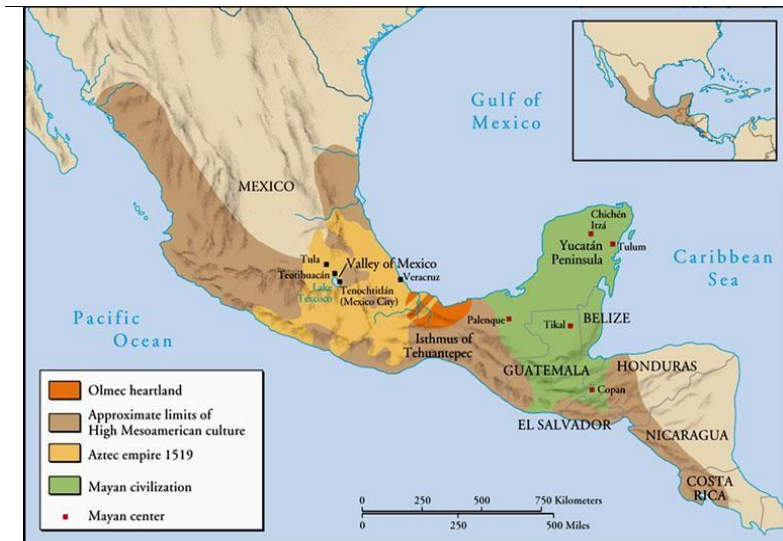 Gulf of
Mexico
MEXICO
Chichén
Itzá
Yucatán
Peninsula
Tulum
Caribbean
Sea
Tula
Teotihuacán
Valley of Mexico
Lake
Texcoco
Tenochtitlán
(Mexico City)
Veracruz
Pacific
Ocean
Palenque
Tikal
BELIZE
Isthmus of
Tehuantepec
GUATEMALA
HONDURAS
Copan
EL SALVADOR
NICARAGUA
COSTA
RICA
Olmec heartland
Approximate limits of
High Mesoamerican culture
Aztec empire 1519
Mayan civilization
Mayan center
0 250 500 750 Kilometers
0 250 500 Miles